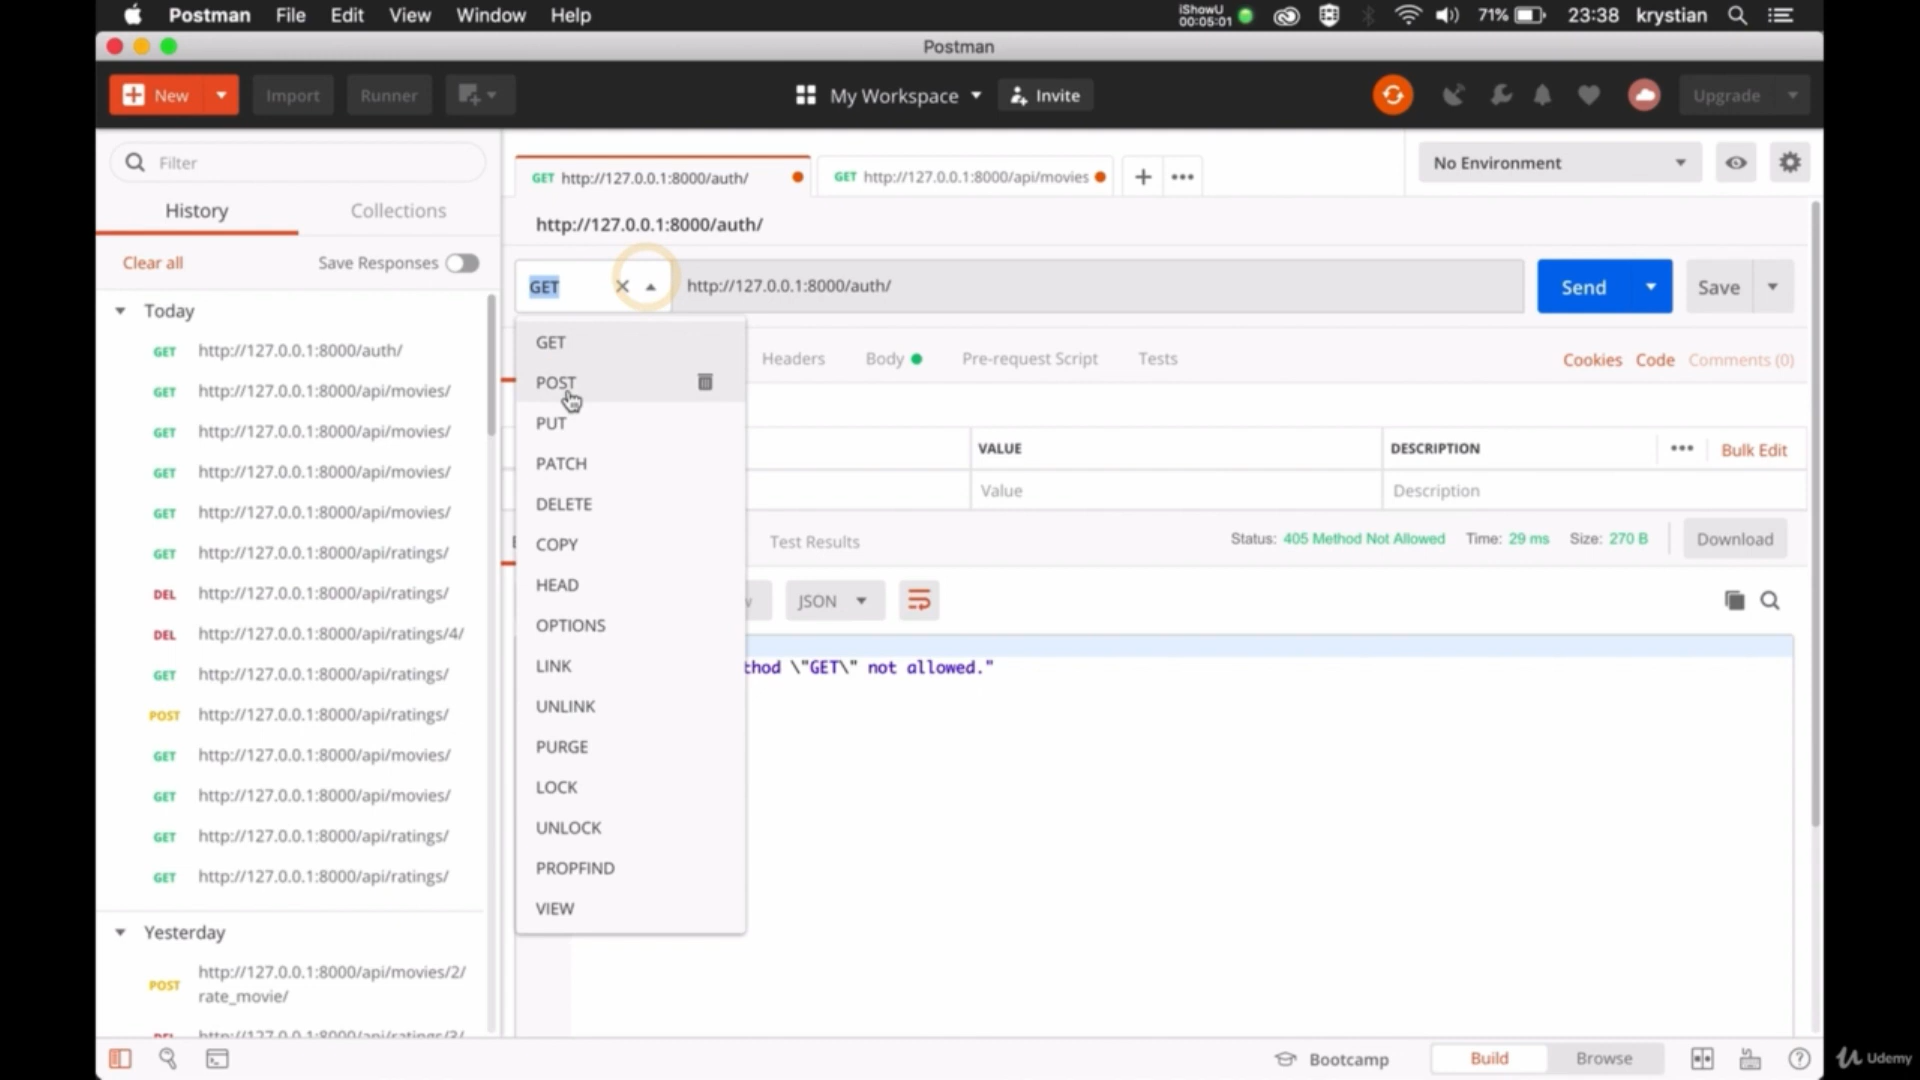 Postman File Edit View Window Help
iShowU
00:05:01
71% 23:38 krystian
Postman
New Import Runner
My Workspace Invite
Upgrade
Filter
History Collections
Clear all Save Responses
Today
GET http://127.0.0.1:8000/auth/
GET http://127.0.0.1:8000/api/movies/
GET http://127.0.0.1:8000/api/movies/
GET http://127.0.0.1:8000/api/movies/
GET http://127.0.0.1:8000/api/movies/
GET http://127.0.0.1:8000/api/ratings/
DEL http://127.0.0.1:8000/api/ratings/
DEL http://127.0.0.1:8000/api/ratings/4/
GET http://127.0.0.1:8000/api/ratings/
POST http://127.0.0.1:8000/api/ratings/
GET http://127.0.0.1:8000/api/movies/
GET http://127.0.0.1:8000/api/movies/
GET http://127.0.0.1:8000/api/ratings/
GET http://127.0.0.1:8000/api/ratings/
Yesterday
POST http://127.0.0.1:8000/api/movies/2/
rate_movie/
DEL http://127.0.0.1:8000/api/ratings/3/
GET http://127.0.0.1:8000/auth/
GET http://127.0.0.1:8000/api/movies
No Environment
http://127.0.0.1:8000/auth/
GET http://127.0.0.1:8000/auth/
Send Save
GET
POST
PUT
PATCH
DELETE
COPY
HEAD
OPTIONS
LINK
UNLINK
PURGE
LOCK
UNLOCK
PROPFIND
VIEW
Headers Body Pre-request Script Tests
Cookies Code Comments (0)
VALUE DESCRIPTION Bulk Edit
Value Description
Test Results
Status: 405 Method Not Allowed Time: 29 ms Size: 270 B
Download
JSON
thod \"GET\" not allowed."
Bootcamp Build Browse
Udemy